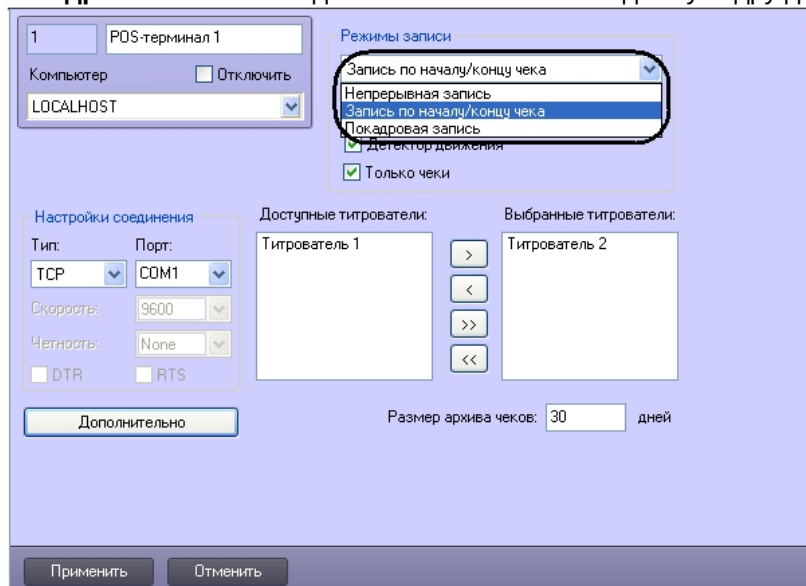 1 POS-терминал 1
Компьютер Отключить
LOCALHOST
Режимы записи
Запись по началу/концу чека
Непрерывная запись
Запись по началу/концу чека
Покадровая запись
Детектор движения
Только чеки
Настройки соединения
Тип: Порт:
TCP COM1
Скорость: 9600
Четность: None
DTR RTS
Дополнительно
Доступные титрователи:
Титрователь 1
>
<
>>
<<
Выбранные титрователи:
Титрователь 2
Размер архива чеков: 30 дней
Применить Отменить